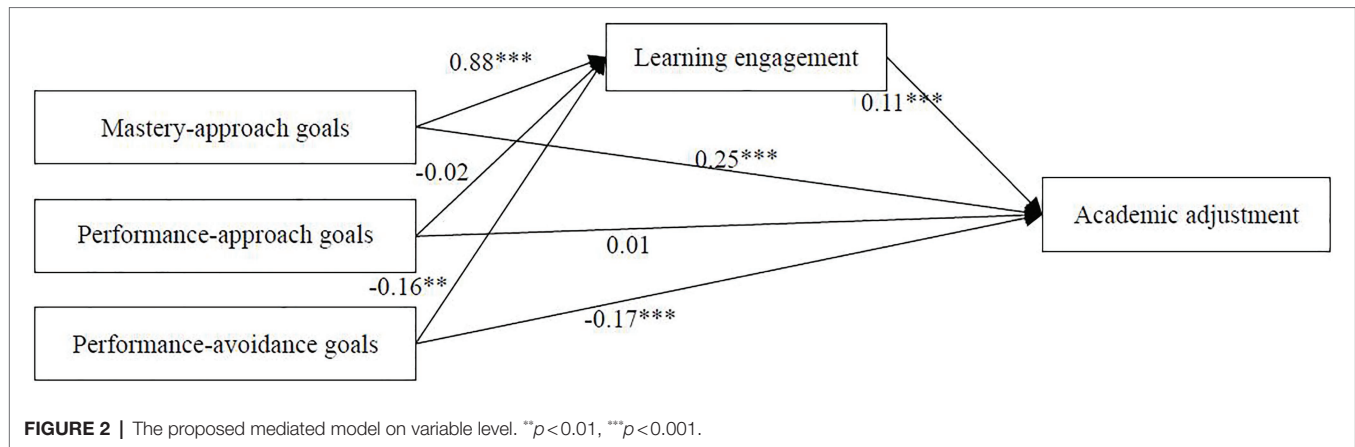 Learning engagement
0.88***
0.11***
Mastery-approach goals
0.25***
-0.02
Performance-approach goals
Academic adjustment
0.01
-0.16**
-0.17***
Performance-avoidance goals
FIGURE 2 | The proposed mediated model on variable level. **p<0.01, ***p<0.001.